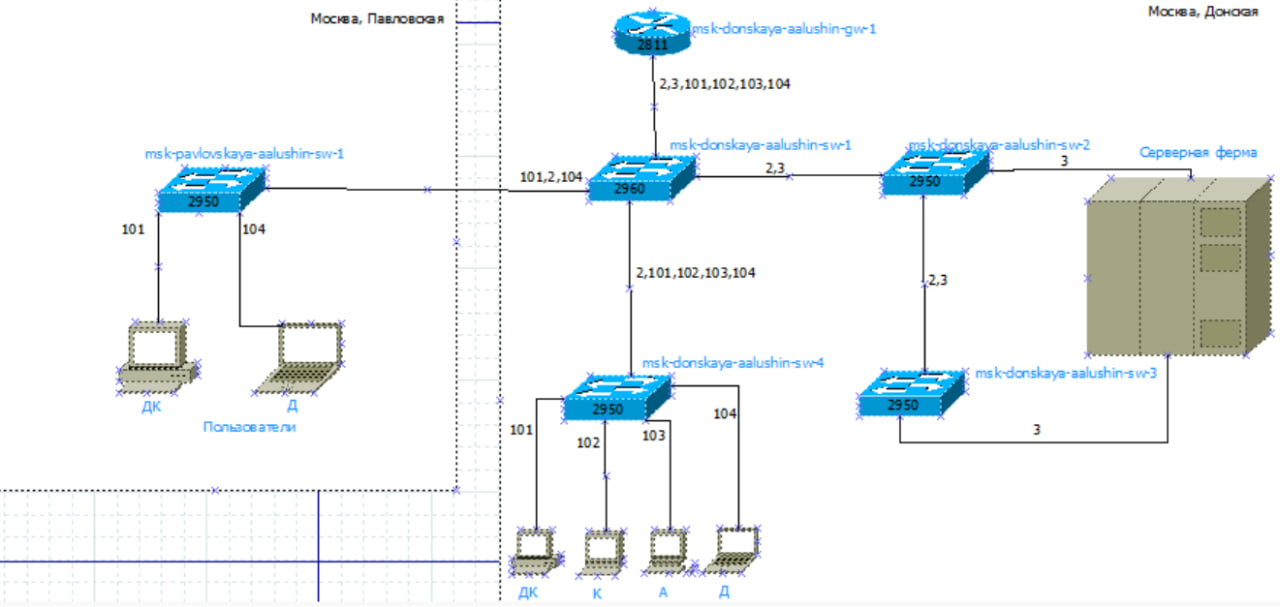 Москва, Павловская
Москва, Донская
msk-donskaya-aalushin-gw-1
2811
2,3,101,102,103,104
msk-pavlovskaya-aalushin-sw-1
2950
101
104
ДК
Д
Пользователи
101,2,104
msk-donskaya-aalushin-sw-1
2960
2,3
msk-donskaya-aalushin-sw-2
2950
3
Серверная ферма
2,101,102,103,104
2,3
msk-donskaya-aalushin-sw-4
2950
msk-donskaya-aalushin-sw-3
2950
3
101
102
103
104
ДК
К
А
Д